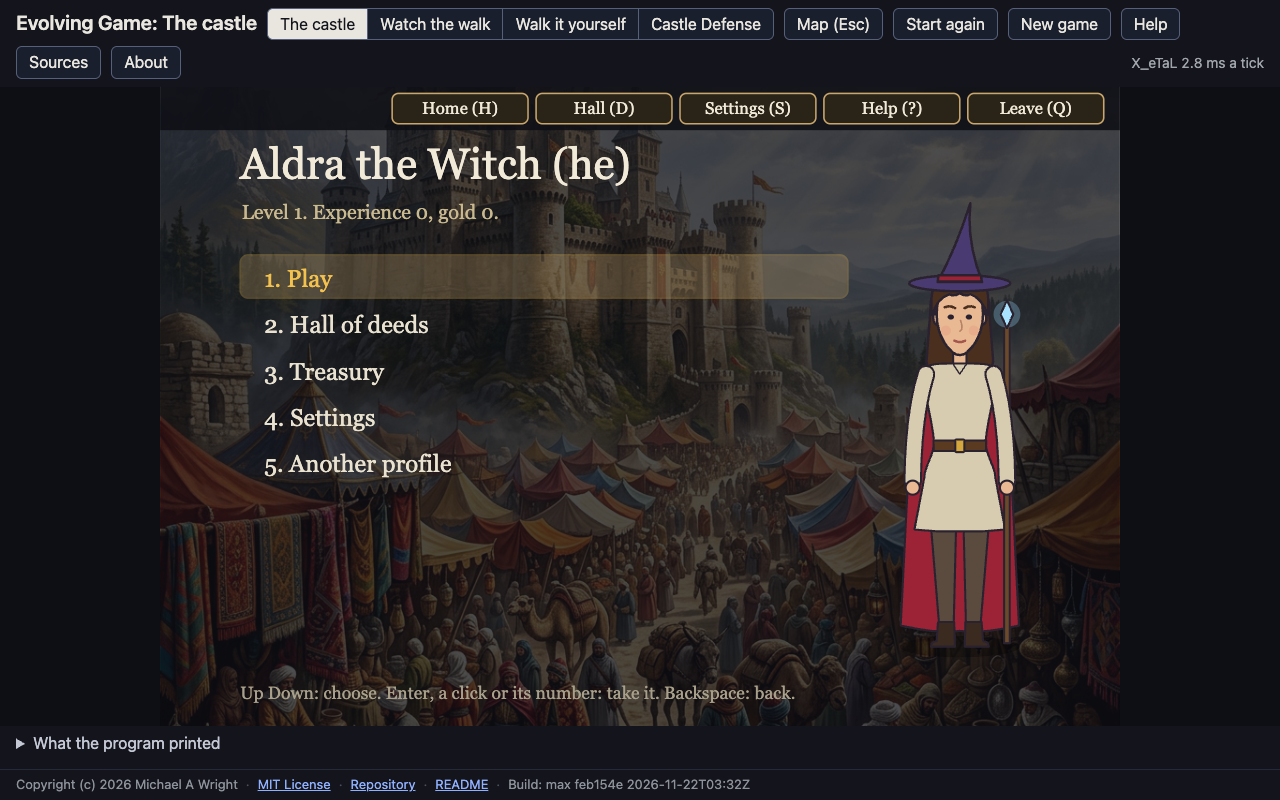 Evolving Game: The castle
The castle
Watch the walk
Walk it yourself
Castle Defense
Map (Esc)
Start again
New game
Help
Sources
About
X_eTaL 2.8 ms a tick
Home (H)
Hall (D)
Settings (S)
Help (?)
Leave (Q)
Aldra the Witch (he)
Level 1. Experience 0, gold 0.
1. Play
2. Hall of deeds
3. Treasury
4. Settings
5. Another profile
Up Down: choose. Enter, a click or its number: take it. Backspace: back.
What the program printed
Copyright (c) 2026 Michael A Wright · MIT License · Repository · README · Build: max feb154e 2026-11-22T03:32Z